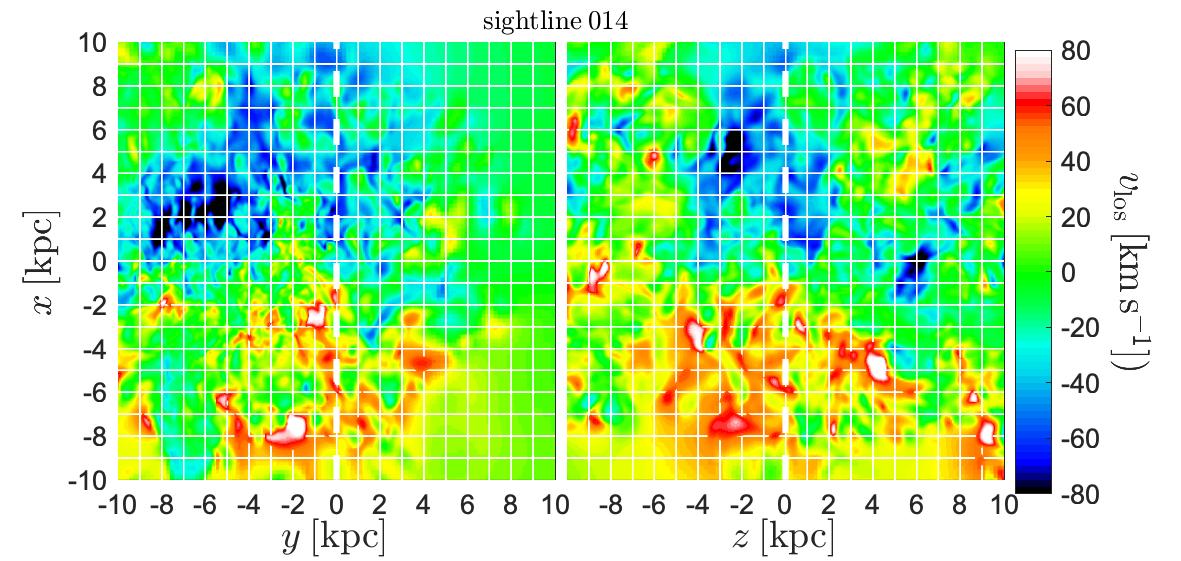 sightline 014
10
8
6
4
2
0
-2
-4
-6
-8
-10
x [kpc]
-10 -8 -6 -4 -2 0 2 4 6 8 10
y [kpc]
-8 -6 -4 -2 0 2 4 6 8 10
z [kpc]
80
60
40
20
0
-20
-40
-60
-80
v_los [km s⁻¹])